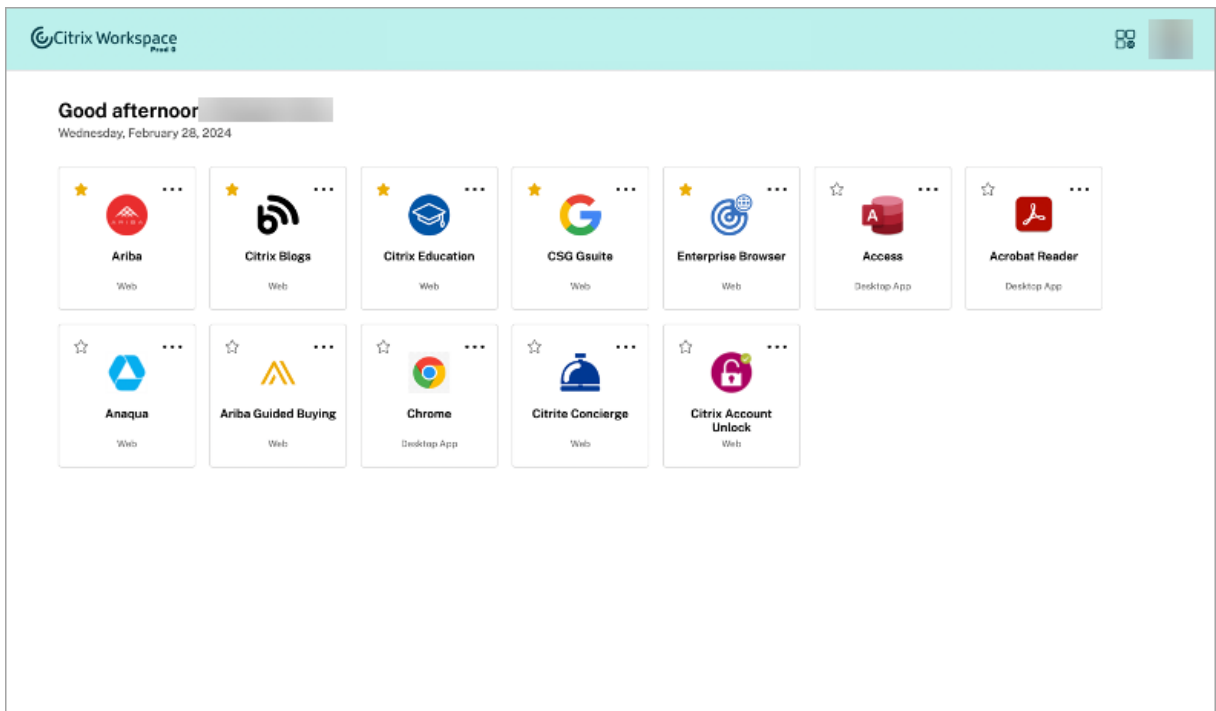 Citrix Workspace
Prod 8
Good afternoon
Wednesday, February 28, 2024
Ariba
Web
Citrix Blogs
Web
Citrix Education
Web
CSG Gsuite
Web
Enterprise Browser
Web
Access
Desktop App
Acrobat Reader
Desktop App
Anaqua
Web
Ariba Guided Buying
Web
Chrome
Desktop App
Citrite Concierge
Web
Citrix Account
Unlock
Web